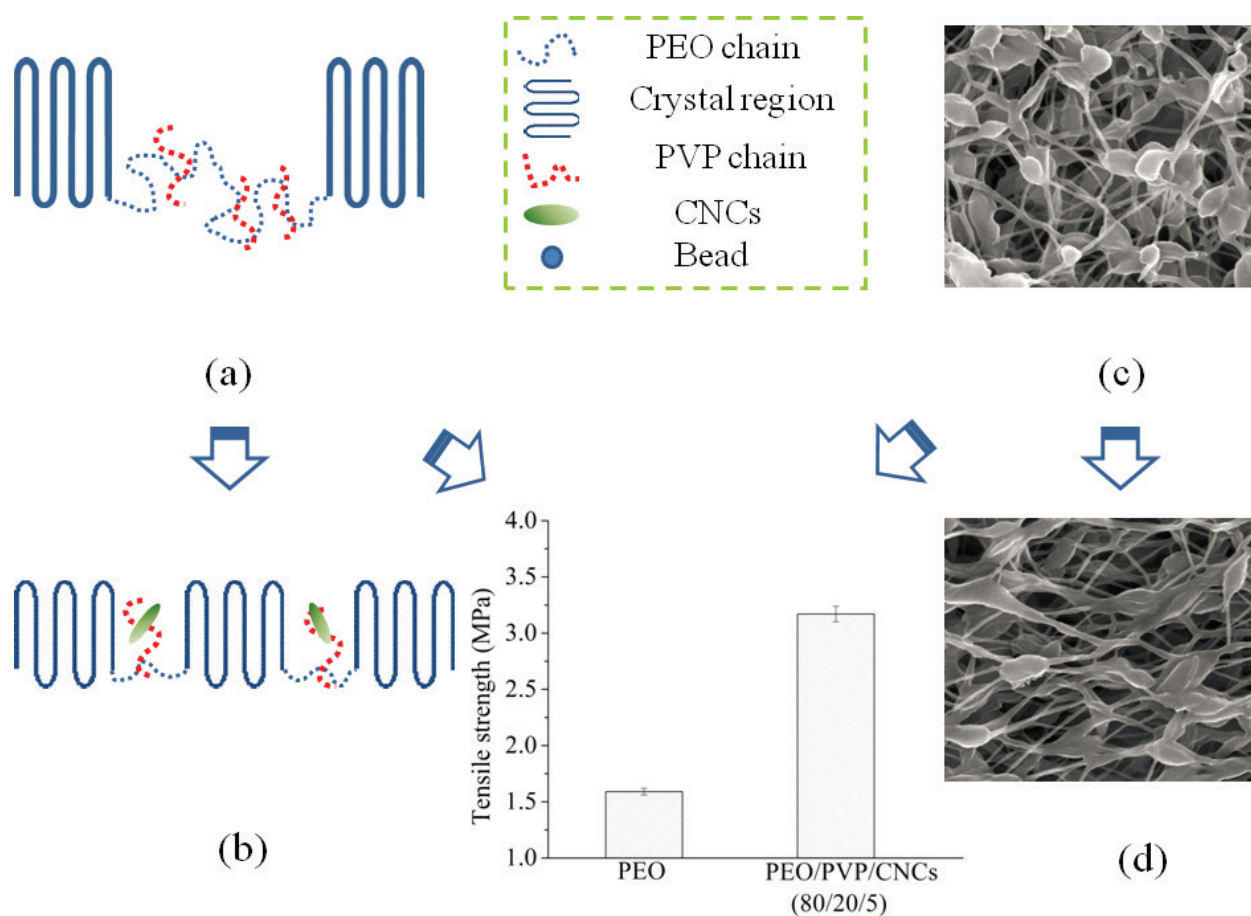 PEO chain
Crystal region
PVP chain
CNCs
Bead
(a)
(c)
4.0
3.5
3.0
2.5
2.0
1.5
1.0
Tensile strength (MPa)
PEO
PEO/PVP/CNCs
(80/20/5)
(b)
(d)